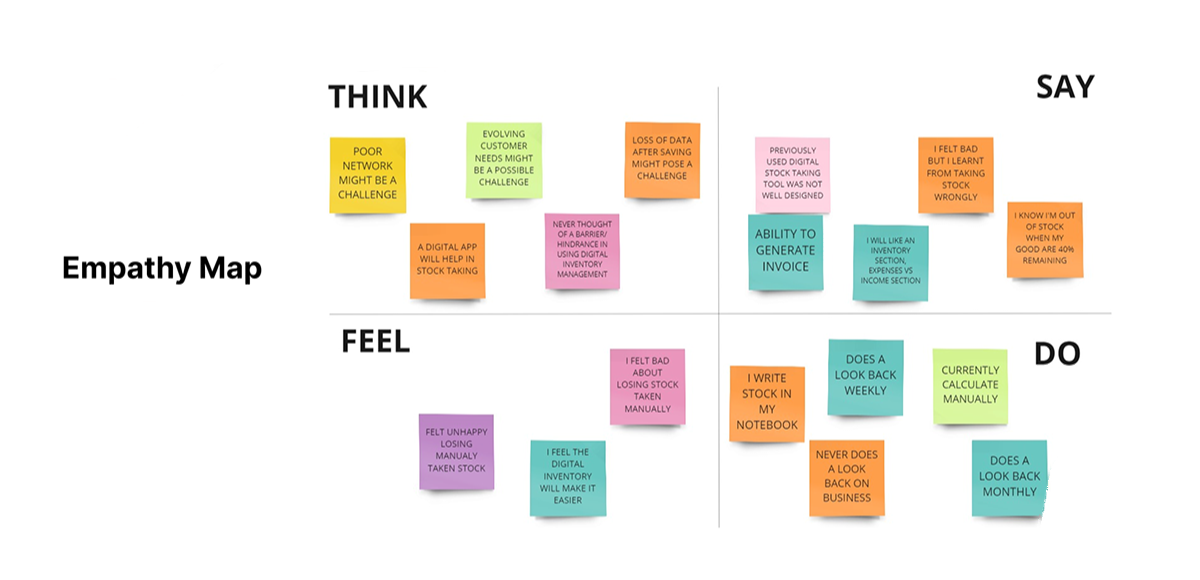 Empathy Map
THINK
POOR
NETWORK
MIGHT BE A
CHALLENGE
EVOLVING
CUSTOMER
NEEDS MIGHT
BE A POSSIBLE
CHALLENGE
LOSS OF DATA
AFTER SAVING
MIGHT POSE A
CHALLENGE
A DIGITAL APP
WILL HELP IN
STOCK TAKING
NEVER THOUGHT
OF A BARRIER/
HINDRANCE IN
USING DIGITAL
INVENTORY
MANAGEMENT
SAY
PREVIOUSLY
USED DIGITAL
STOCK TAKING
TOOL WAS NOT
WELL DESIGNED
I FELT BAD
BUT I LEARNT
FROM TAKING
STOCK
WRONGLY
ABILITY TO
GENERATE
INVOICE
I WILL LIKE AN
INVENTORY
SECTION,
EXPENSES VS
INCOME SECTION
I KNOW I'M OUT
OF STOCK
WHEN MY
GOOD ARE 40%
REMAINING
FEEL
I FELT BAD
ABOUT
LOSING STOCK
TAKEN
MANUALLY
FELT UNHAPPY
LOSING
MANUALY
TAKEN STOCK
I FEEL THE
DIGITAL
INVENTORY
WILL MAKE IT
EASIER
DO
I WRITE
STOCK IN
MY
NOTEBOOK
DOES A
LOOK BACK
WEEKLY
CURRENTLY
CALCULATE
MANUALLY
NEVER DOES
A LOOK
BACK ON
BUSINESS
DOES A
LOOK BACK
MONTHLY